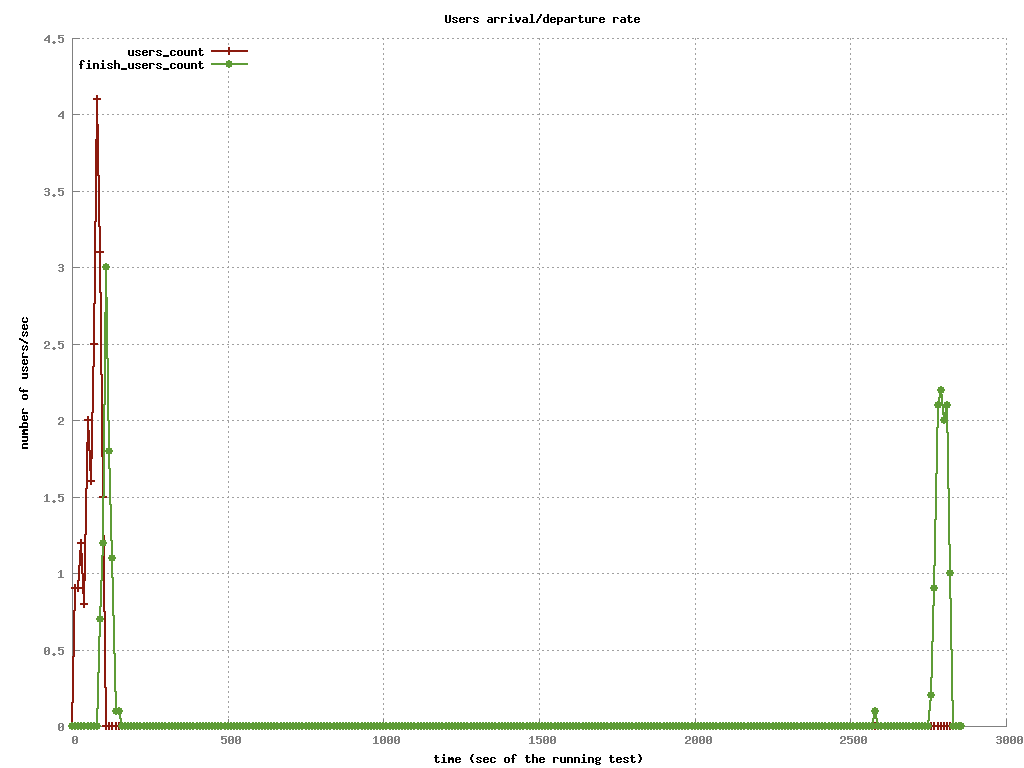 Users arrival/departure rate
4.5
users_count
finish_users_count
4
3.5
3
2.5
2
1.5
1
0.5
0
number of users/sec
0 500 1000 1500 2000 2500 3000
time (sec of the running test)